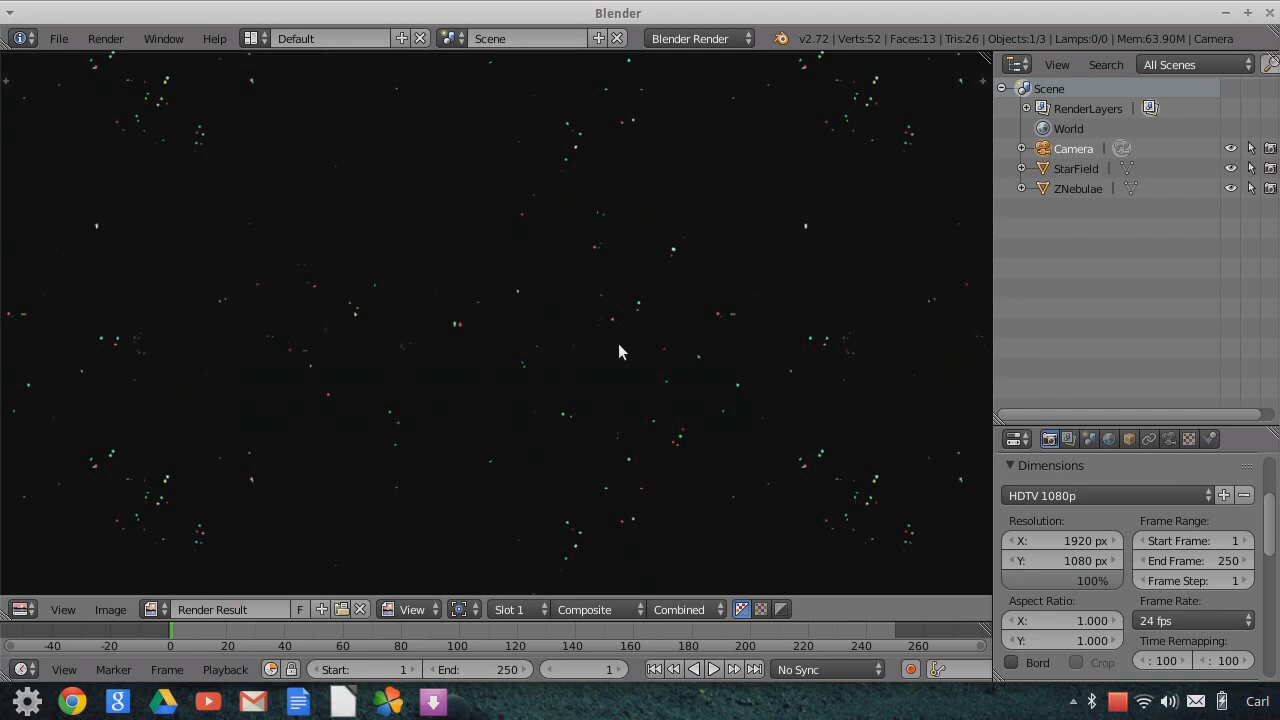 Blender
File Render Window Help Default Scene Blender Render v2.72 | Verts:52 | Faces:13 | Tris:26 | Objects:1/3 | Lamps:0/0 | Mem:63.90M | Camera
View Search All Scenes
Scene
RenderLayers |
World
Camera |
StarField |
ZNebulae |
Dimensions
HDTV 1080p
Resolution: Frame Range:
X: 1920 px Start Frame: 1
Y: 1080 px End Frame: 250
100% Frame Step: 1
Aspect Ratio: Frame Rate:
X: 1.000 24 fps
Y: 1.000 Time Remapping:
Bord Crop : 100 : 100
View Image Render Result F View Slot 1 Composite Combined
-40 -20 0 20 40 60 80 100 120 140 160 180 200 220 240 260
View Marker Frame Playback Start: 1 End: 250 1 No Sync
Carl